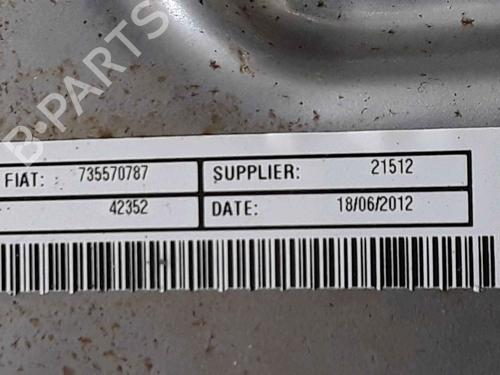 B-PARTS
FIAT: 735570787 SUPPLIER: 21512
42352 DATE: 18/06/2012